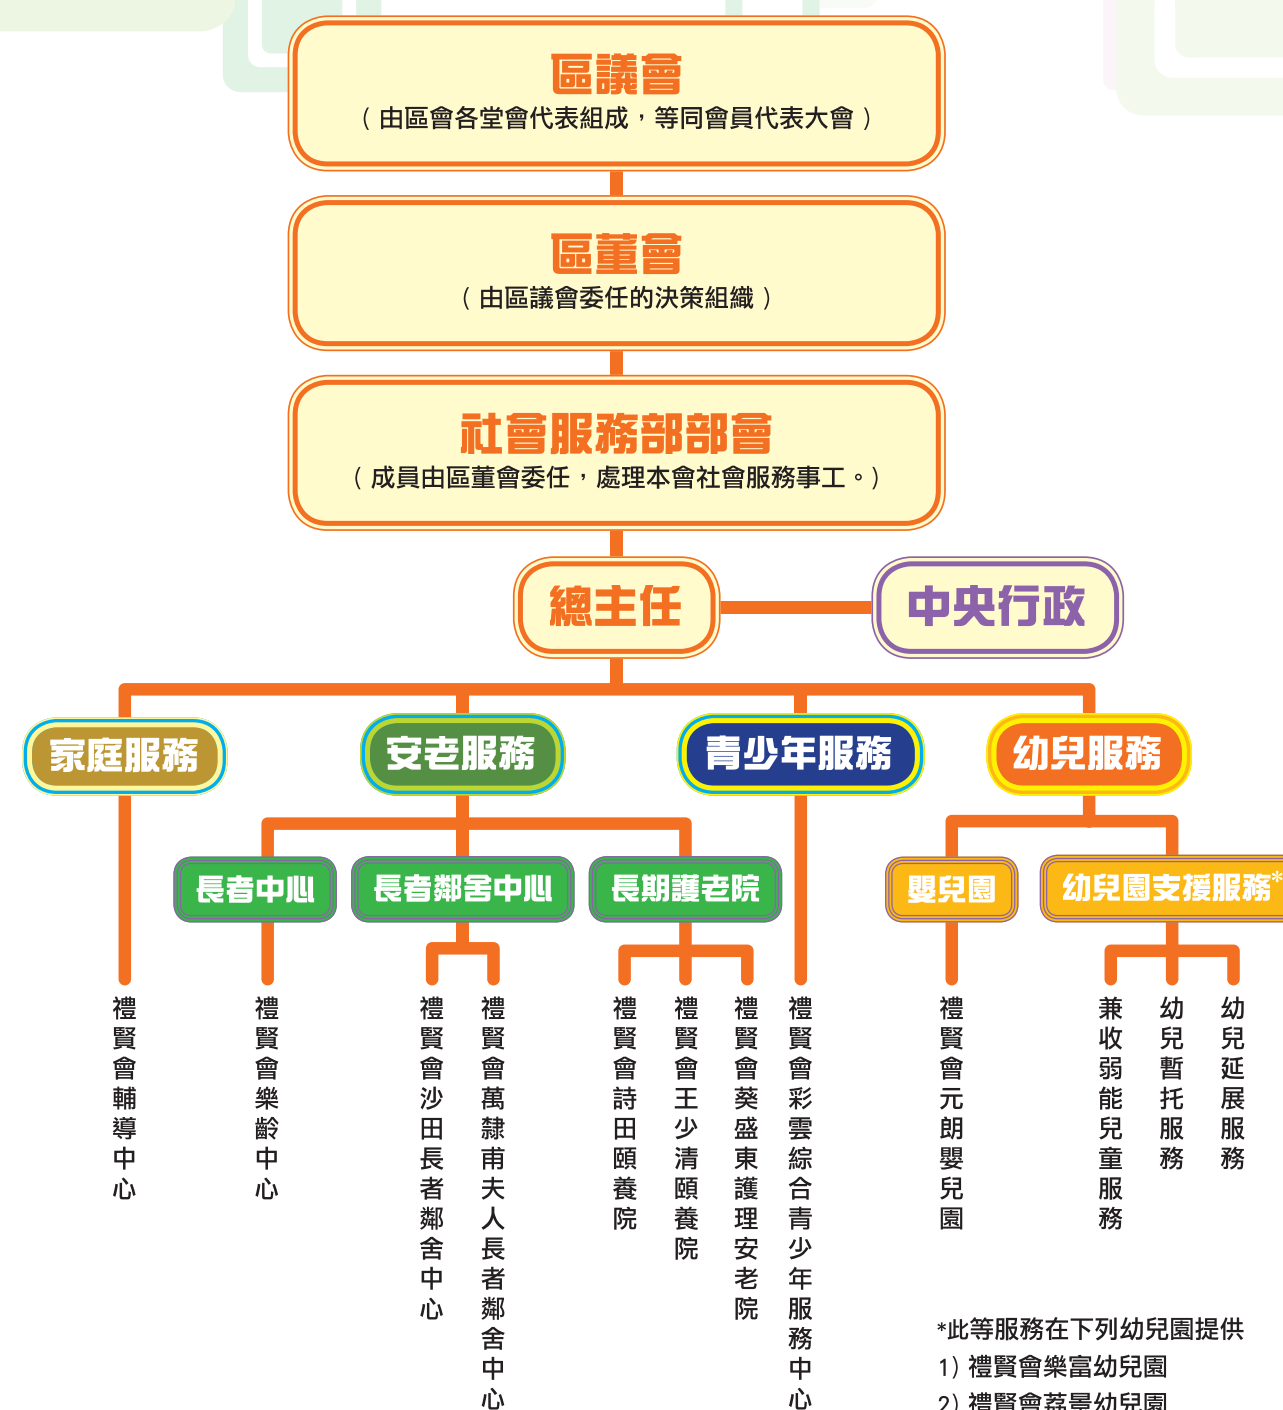 區議會
（由區會各堂會代表組成，等同會員代表大會）
區董會
（由區議會委任的決策組織）
社會服務部部會
（成員由區董會委任，處理本會社會服務事工。）
總主任
中央行政
家庭服務
安老服務
青少年服務
幼兒服務
長者中心
長者鄰舍中心
長期護老院
嬰兒園
幼兒園支援服務*
禮賢會輔導中心
禮賢會樂齡中心
禮賢會沙田長者鄰舍中心
禮賢會萬隸甫夫人長者鄰舍中心
禮賢會詩田頤養院
禮賢會王少清頤養院
禮賢會葵盛東護理安老院
禮賢會彩雲綜合青少年服務中心
禮賢會元朗嬰兒園
兼收弱能兒童服務
幼兒暫托服務
幼兒延展服務
*此等服務在下列幼兒園提供
1）禮賢會樂富幼兒園
2）禮賢會荔景幼兒園